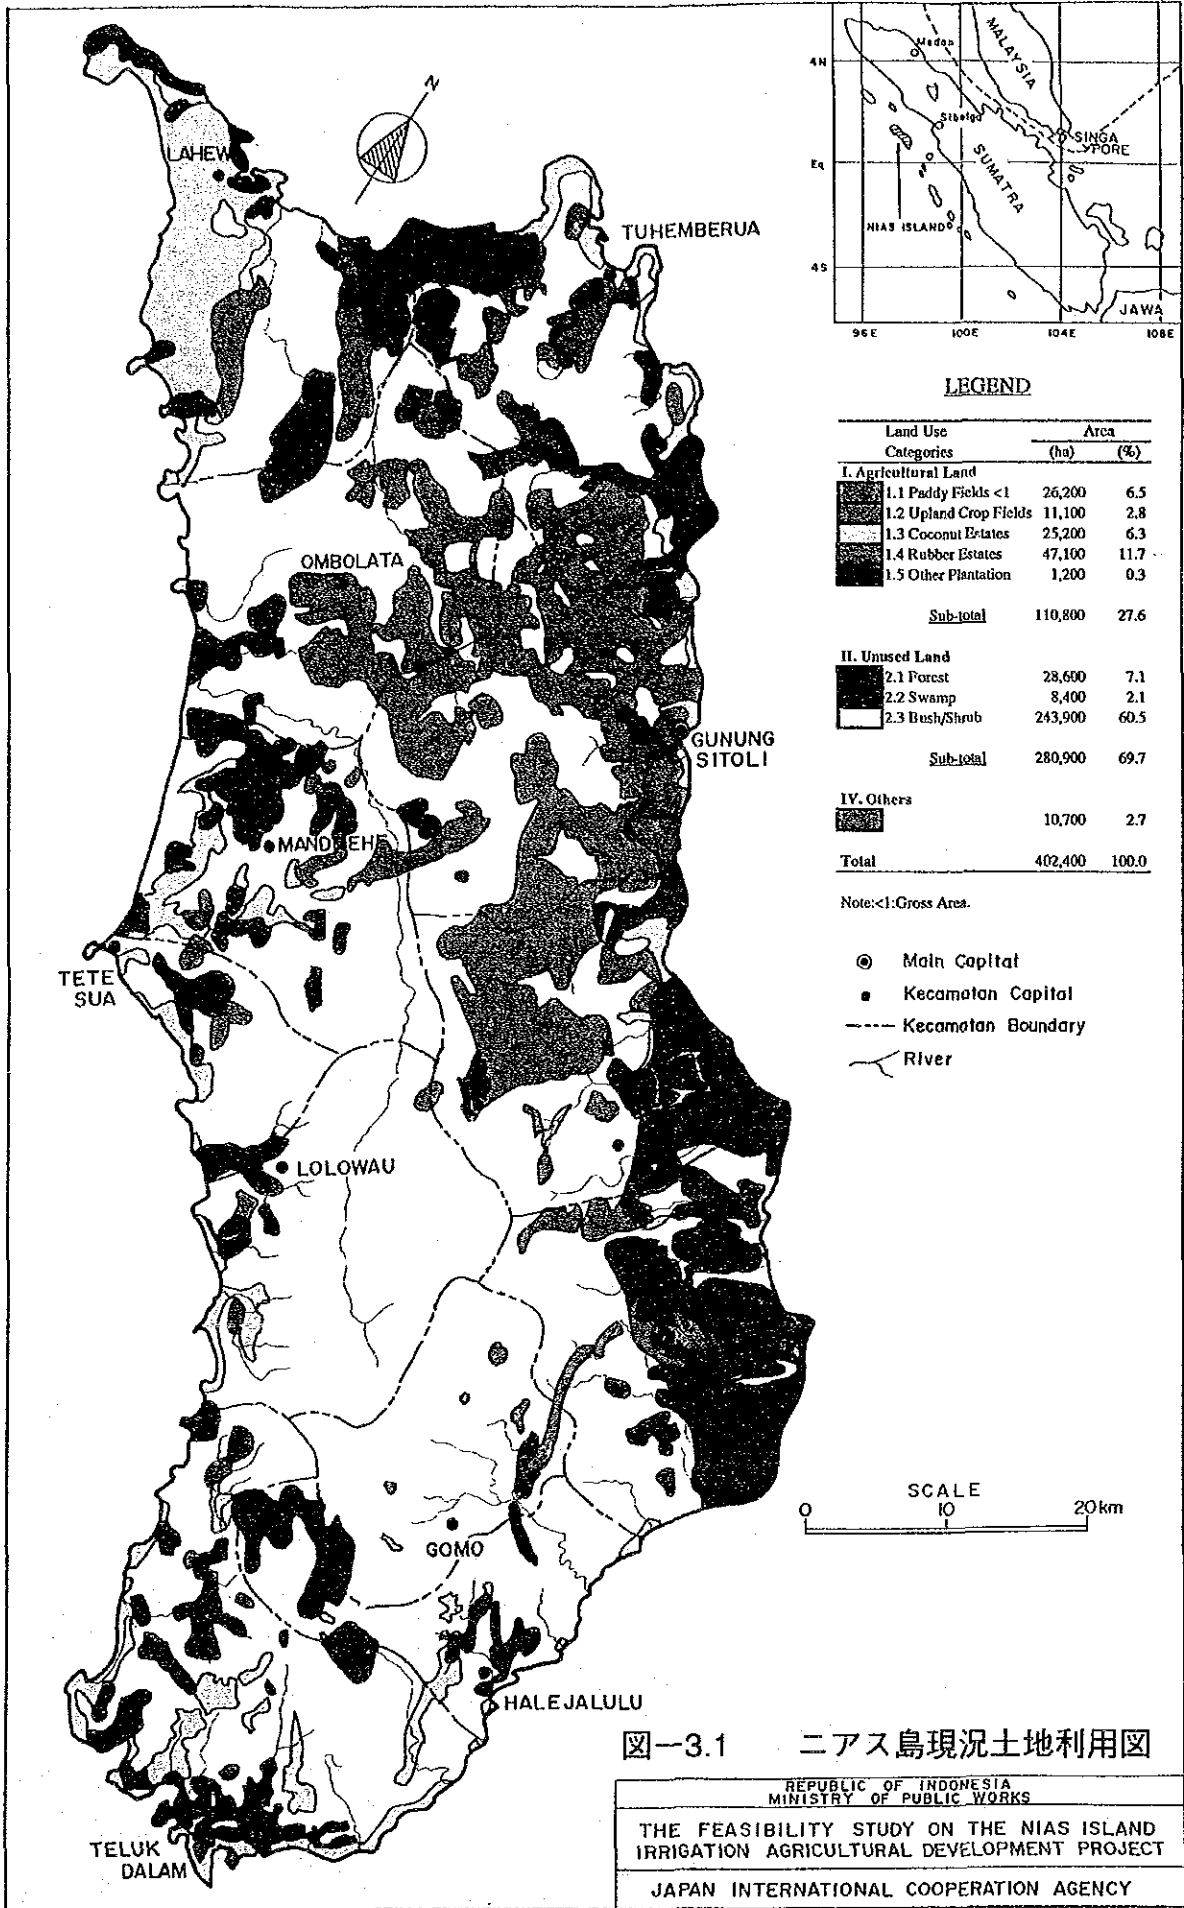 N
LAHEW
TUHEMBERUA
OMBOLATA
GUNUNG
SITOLI
TETE
SUA
LOLOWAU
GOMO
HALEJALULU
TELUK
DALAM
4N
Eq
4S
96E
100E
104E
108E
Medan
Sibolga
MALAYSIA
SINGA
PORE
SUMATRA
NIAS ISLAND
JAWA
LEGEND
Land Use Area
Categories (ha) (%)
I. Agricultural Land
1.1 Paddy Fields <1 26,200 6.5
1.2 Upland Crop Fields 11,100 2.8
1.3 Coconut Estates 25,200 6.3
1.4 Rubber Estates 47,100 11.7
1.5 Other Plantation 1,200 0.3
Sub-total 110,800 27.6
II. Unused Land
2.1 Forest 28,600 7.1
2.2 Swamp 8,400 2.1
2.3 Bush/Shrub 243,900 60.5
Sub-total 280,900 69.7
IV. Others
10,700 2.7
Total 402,400 100.0
Note:<1:Gross Area.
Main Capital
Kecamatan Capital
Kecamatan Boundary
River
SCALE
0 10 20km
図－3.1 ニアス島現況土地利用図
REPUBLIC OF INDONESIA
MINISTRY OF PUBLIC WORKS
THE FEASIBILITY STUDY ON THE NIAS ISLAND
IRRIGATION AGRICULTURAL DEVELOPMENT PROJECT
JAPAN INTERNATIONAL COOPERATION AGENCY